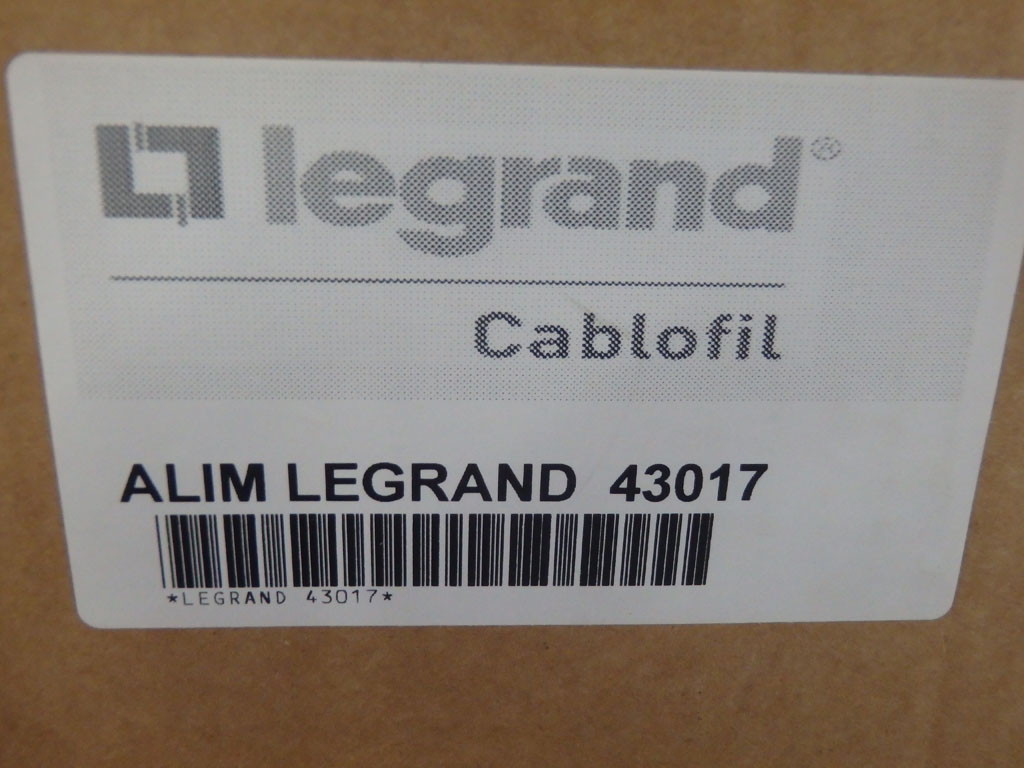 legrand®
Cablofil
ALIM LEGRAND 43017
*LEGRAND 43017*